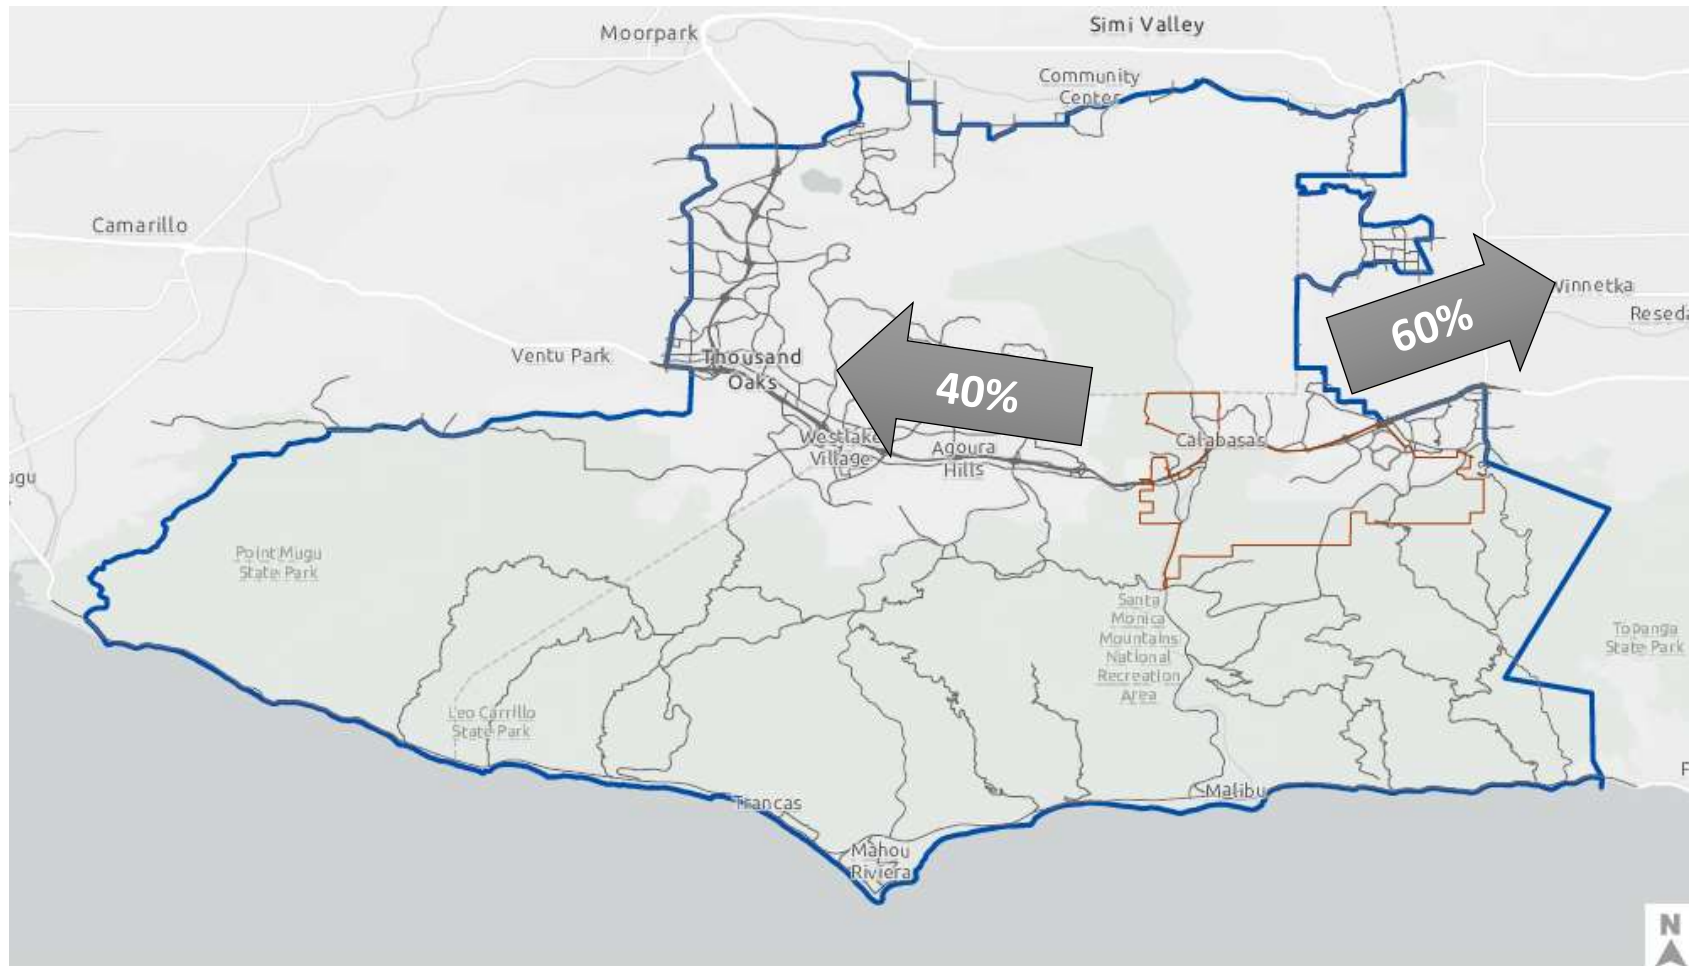 Simi Valley
Moorpark
Community
Center
Camarillo
60%
Winnetka
Reseda
Ventu Park
Thousand
Oaks
40%
Westlake
Village
Agoura
Hills
Calabasas
ugu
Point Mugu
State Park
Santa
Monica
Mountains
National
Recreation
Area
Topanga
State Park
Leo Carrillo
State Park
Trancas
Malibu
Mahou
Riviera
N